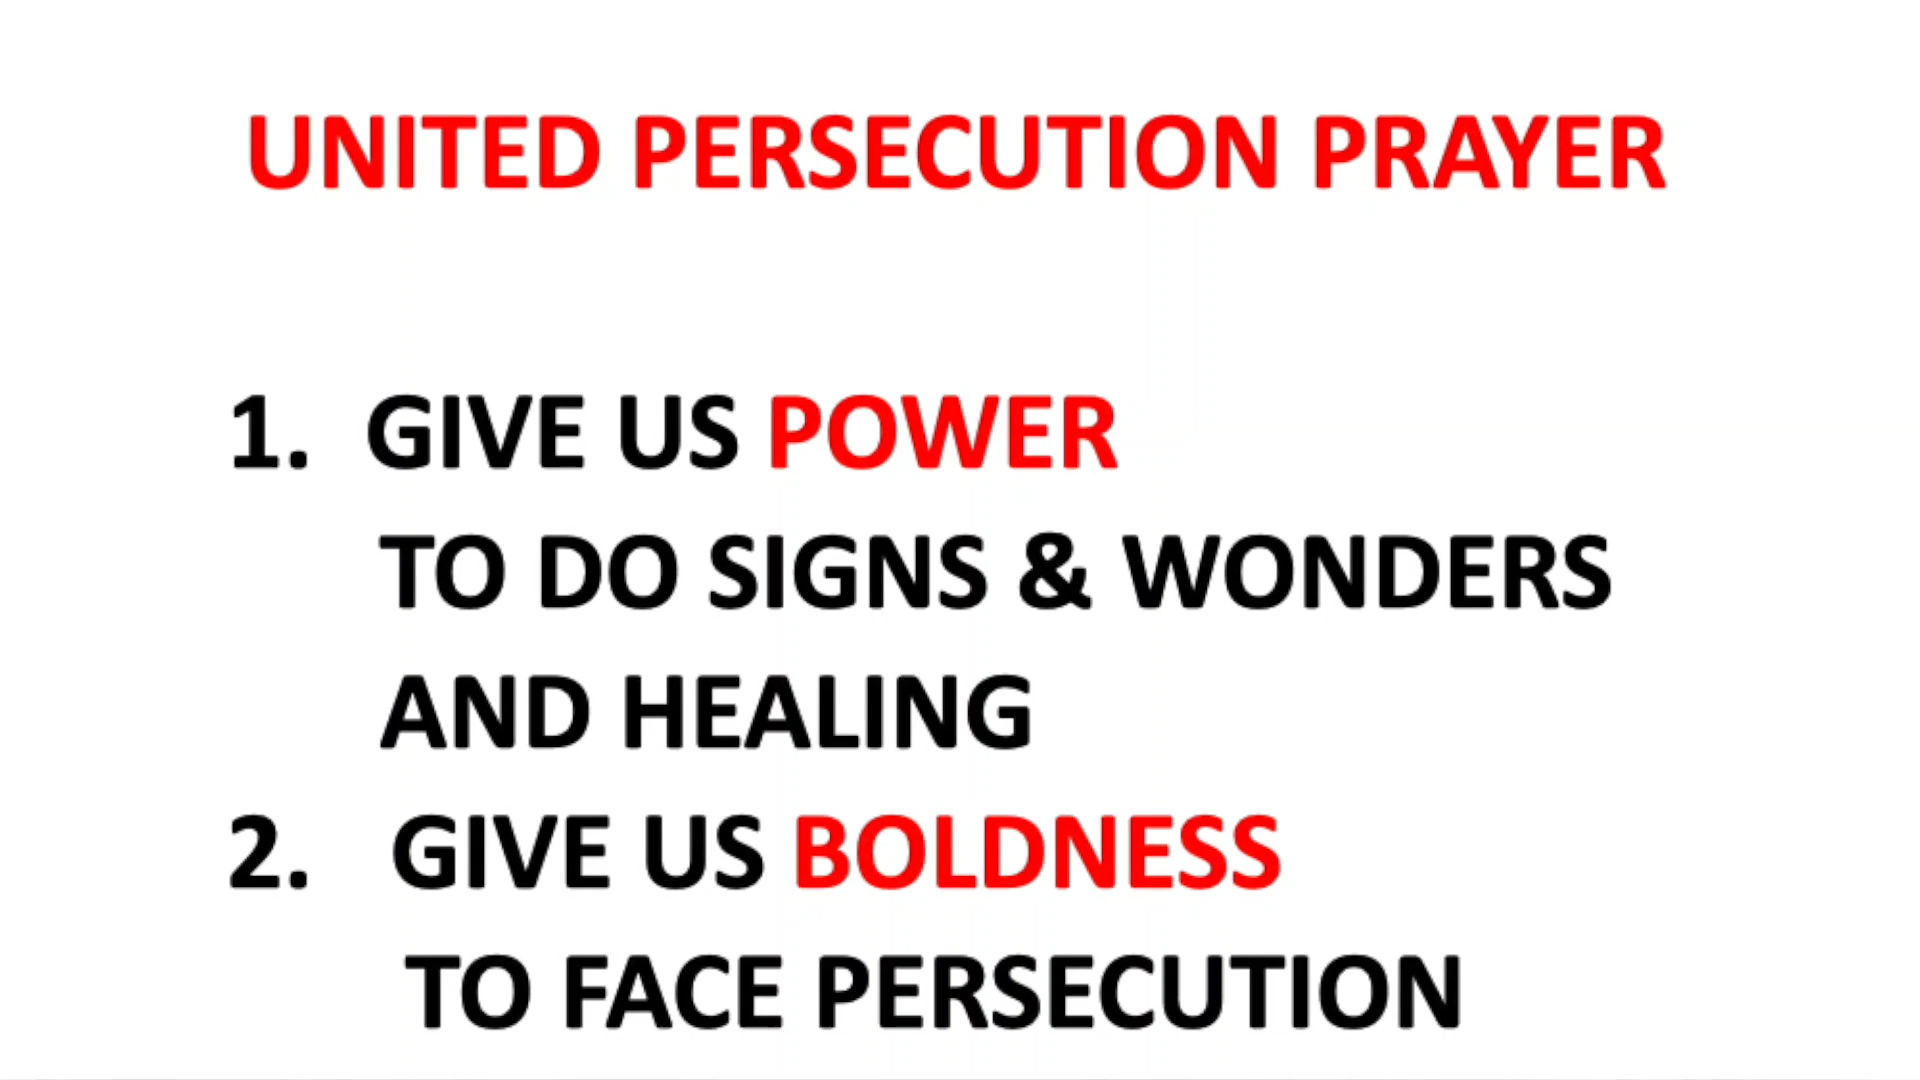 UNITED PERSECUTION PRAYER
1. GIVE US POWER
TO DO SIGNS & WONDERS
AND HEALING
2. GIVE US BOLDNESS
TO FACE PERSECUTION